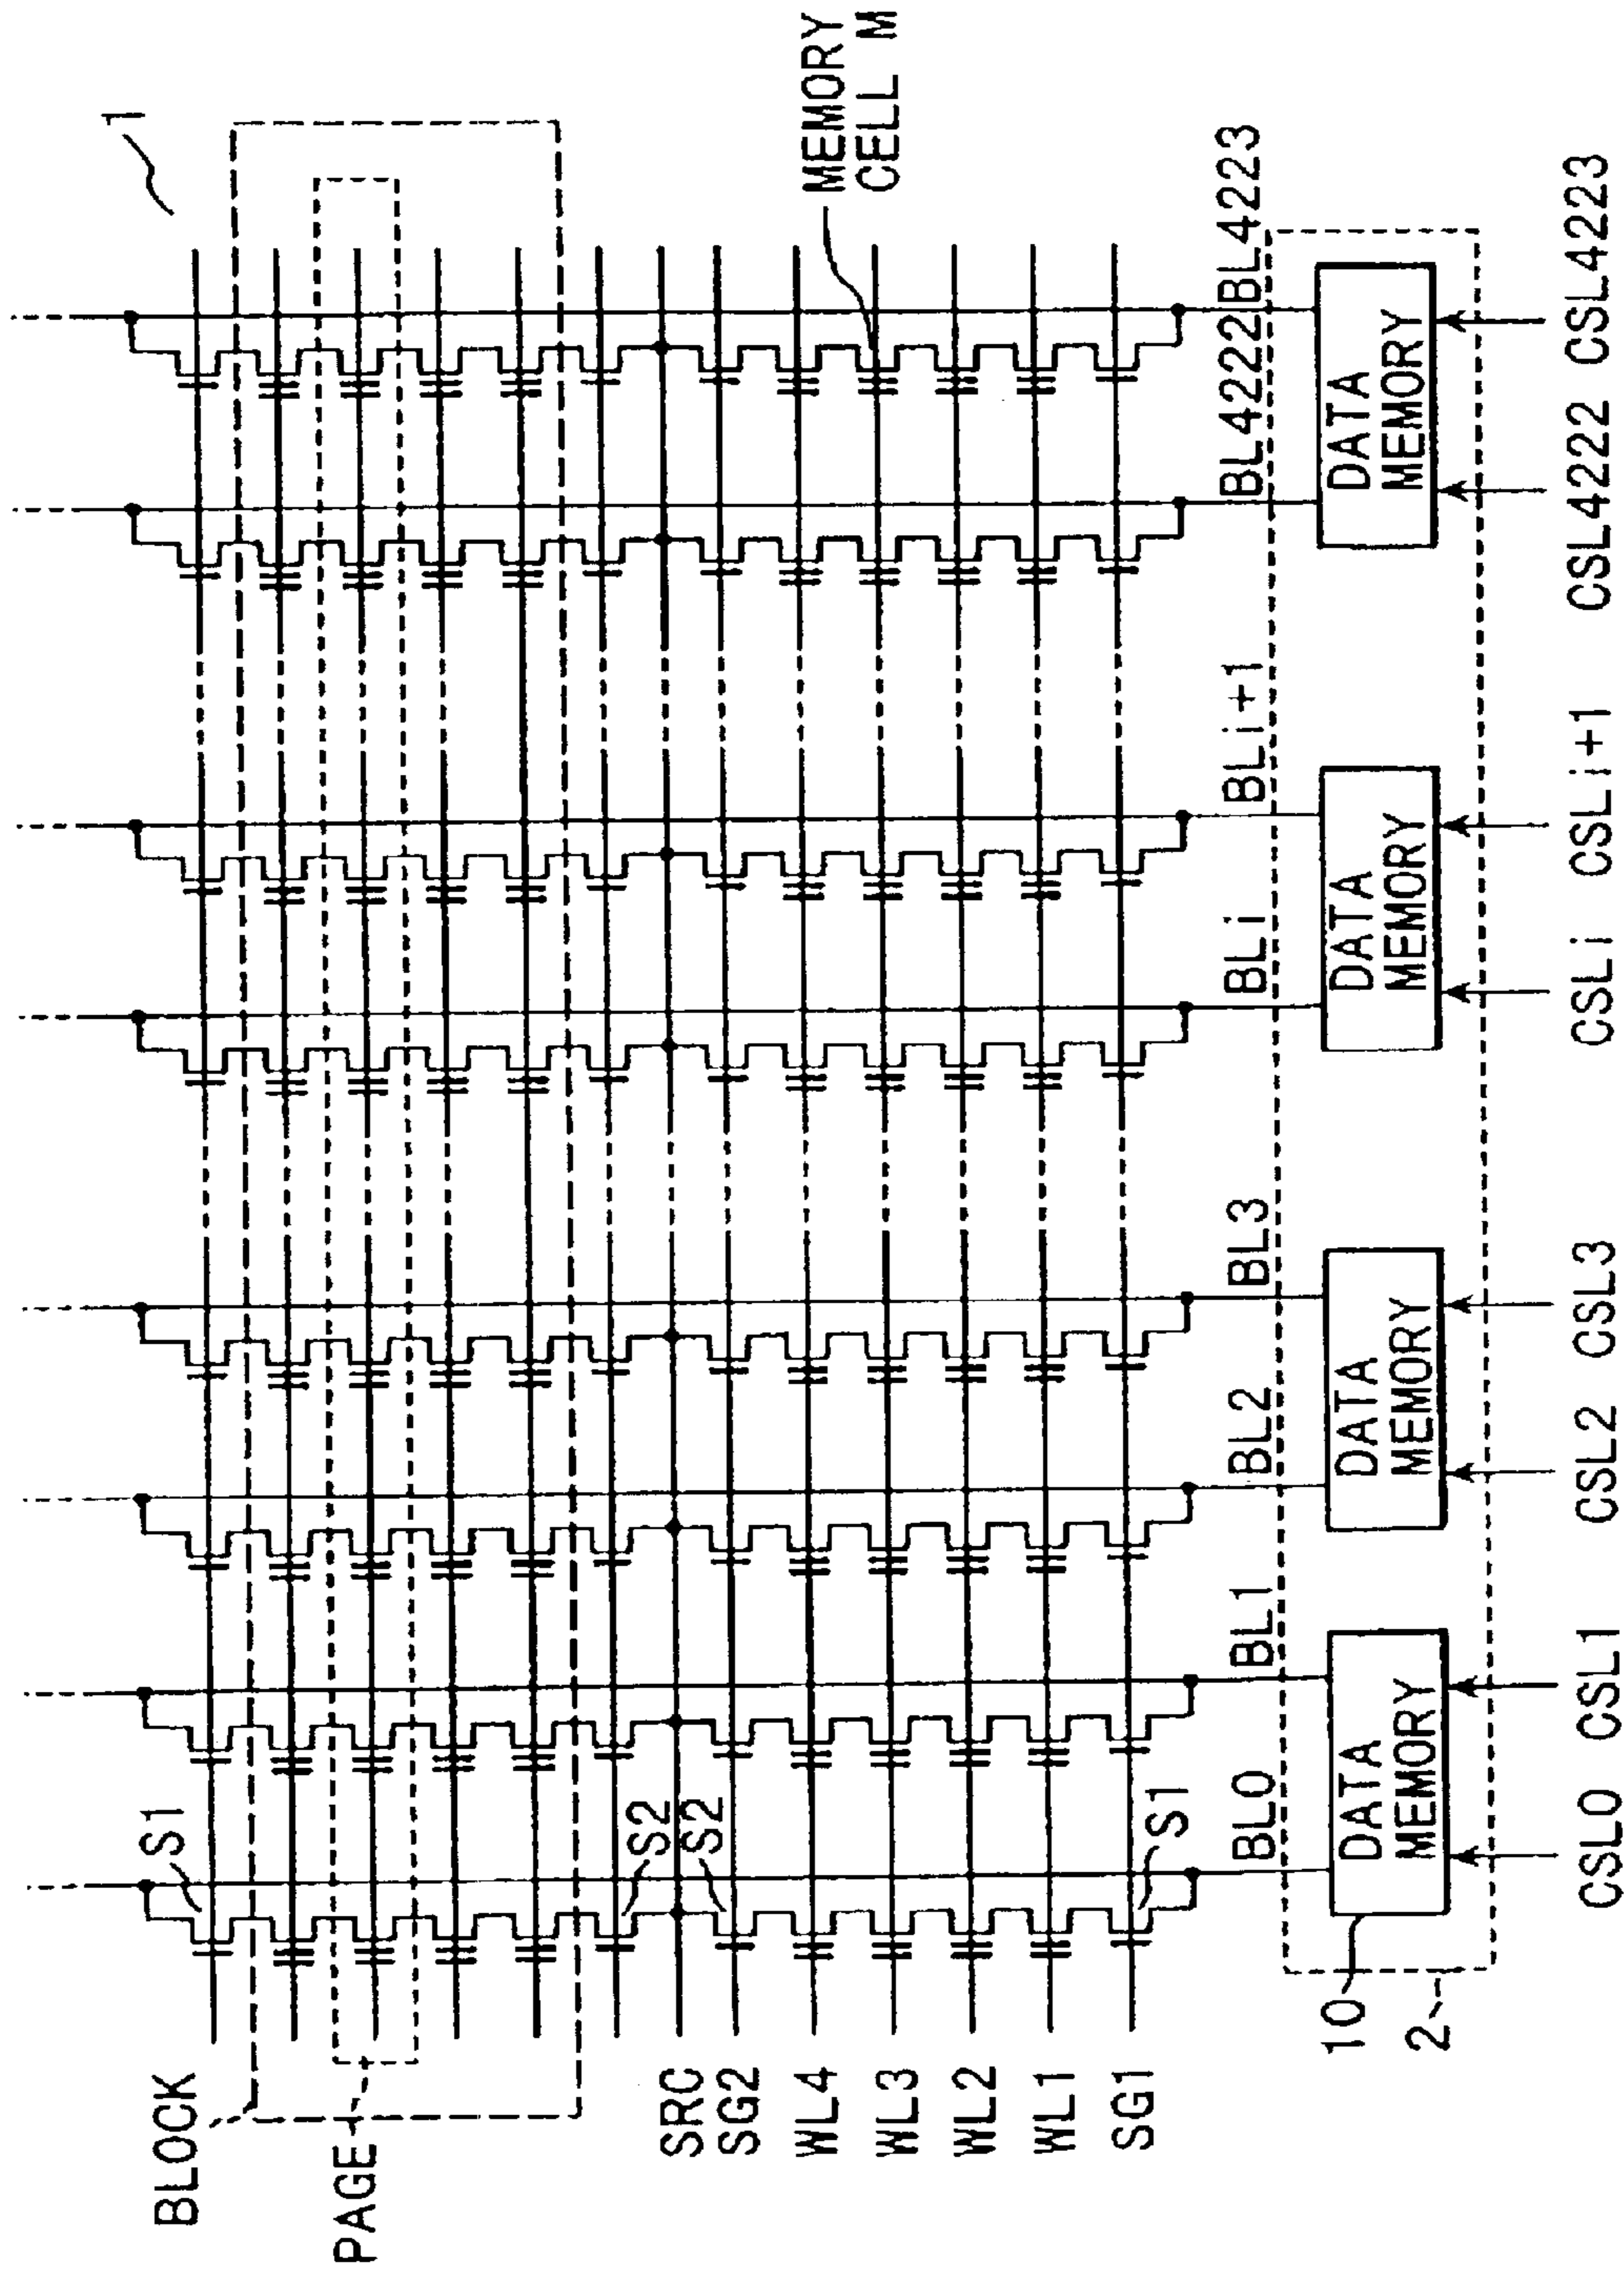 1
BLOCK
PAGE
S1
S2
S2
S1
SRC
SG2
WL4
WL3
WL2
WL1
SG1
MEMORY
CELL M
BL0
BL1
BL2
BL3
BLi
BLi+1
BL4222
BL4223
10
2
DATA
MEMORY
DATA
MEMORY
DATA
MEMORY
DATA
MEMORY
CSL0
CSL1
CSL2
CSL3
CSLi
CSLi+1
CSL4222
CSL4223